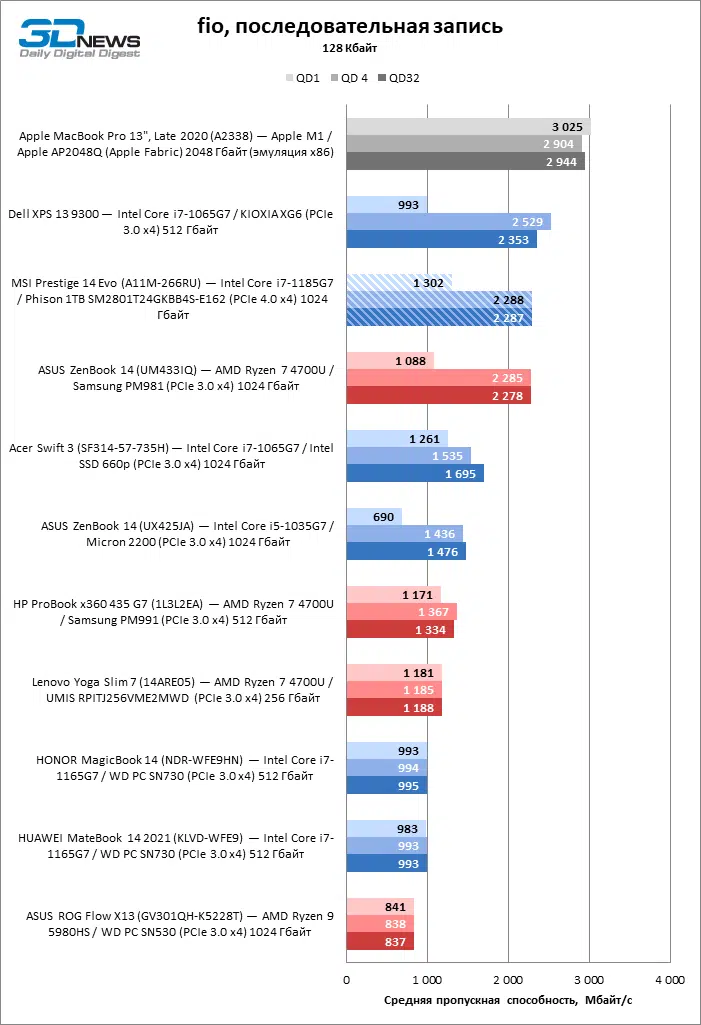 3DNEWS
Daily Digital Digest
fio, последовательная запись
128 Кбайт
QD1 QD 4 QD32
Apple MacBook Pro 13", Late 2020 (A2338) — Apple M1 /
Apple AP2048Q (Apple Fabric) 2048 Гбайт (эмуляция x86)
3 025
2 904
2 944
Dell XPS 13 9300 — Intel Core i7-1065G7 / KIOXIA XG6 (PCIe
3.0 x4) 512 Гбайт
993
2 529
2 353
MSI Prestige 14 Evo (A11M-266RU) — Intel Core i7-1185G7
/ Phison 1TB SM2801T24GKBB4S-E162 (PCIe 4.0 x4) 1024
Гбайт
1 302
2 288
2 287
ASUS ZenBook 14 (UM433IQ) — AMD Ryzen 7 4700U /
Samsung PM981 (PCIe 3.0 x4) 1024 Гбайт
1 088
2 285
2 278
Acer Swift 3 (SF314-57-735H) — Intel Core i7-1065G7 / Intel
SSD 660p (PCIe 3.0 x4) 1024 Гбайт
1 261
1 535
1 695
ASUS ZenBook 14 (UX425JA) — Intel Core i5-1035G7 /
Micron 2200 (PCIe 3.0 x4) 1024 Гбайт
690
1 436
1 476
HP ProBook x360 435 G7 (1L3L2EA) — AMD Ryzen 7 4700U
/ Samsung PM991 (PCIe 3.0 x4) 512 Гбайт
1 171
1 367
1 334
Lenovo Yoga Slim 7 (14ARE05) — AMD Ryzen 7 4700U /
UMIS RPITJ256VME2MWD (PCIe 3.0 x4) 256 Гбайт
1 181
1 185
1 188
HONOR MagicBook 14 (NDR-WFE9HN) — Intel Core i7-
1165G7 / WD PC SN730 (PCIe 3.0 x4) 512 Гбайт
993
994
995
HUAWEI MateBook 14 2021 (KLVD-WFE9) — Intel Core i7-
1165G7 / WD PC SN730 (PCIe 3.0 x4) 512 Гбайт
983
993
993
ASUS ROG Flow X13 (GV301QH-K5228T) — AMD Ryzen 9
5980HS / WD PC SN530 (PCIe 3.0 x4) 1024 Гбайт
841
838
837
0 1 000 2 000 3 000 4 000
Средняя пропускная способность, Мбайт/с